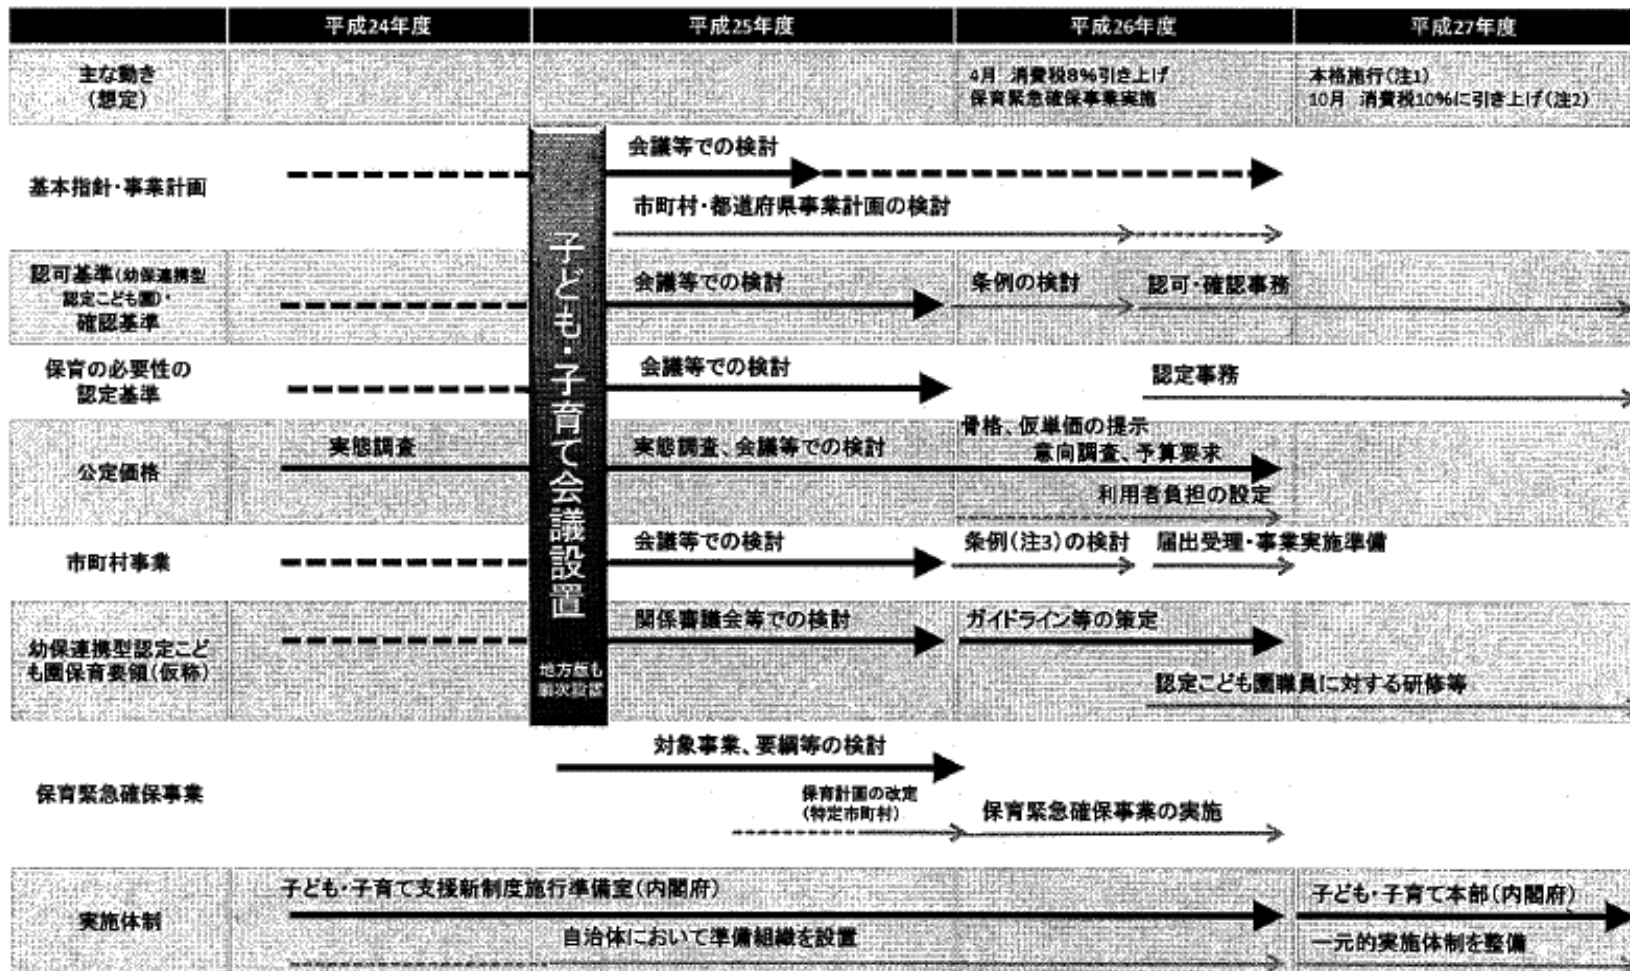 平成24年度
平成25年度
平成26年度
平成27年度
主な動き
(想定)
4月 消費税8%引き上げ
保育緊急確保事業実施
本格施行(注1)
10月 消費税10%に引き上げ(注2)
子ども・子育て会議設置
地方版も
順次設置
基本指針・事業計画
会議等での検討
市町村・都道府県事業計画の検討
認可基準(幼保連携型
認定こども園)・
確認基準
会議等での検討
条例の検討
認可・確認事務
保育の必要性の
認定基準
会議等での検討
認定事務
公定価格
実態調査
実態調査、会議等での検討
骨格、仮単価の提示
意向調査、予算要求
利用者負担の設定
市町村事業
会議等での検討
条例(注3)の検討
届出受理・事業実施準備
幼保連携型認定こど
も園保育要領(仮称)
関係審議会等での検討
ガイドライン等の策定
認定こども園職員に対する研修等
保育緊急確保事業
対象事業、要綱等の検討
保育計画の改定
(特定市町村)
保育緊急確保事業の実施
実施体制
子ども・子育て支援新制度施行準備室(内閣府)
自治体において準備組織を設置
子ども・子育て本部(内閣府)
一元的実施体制を整備